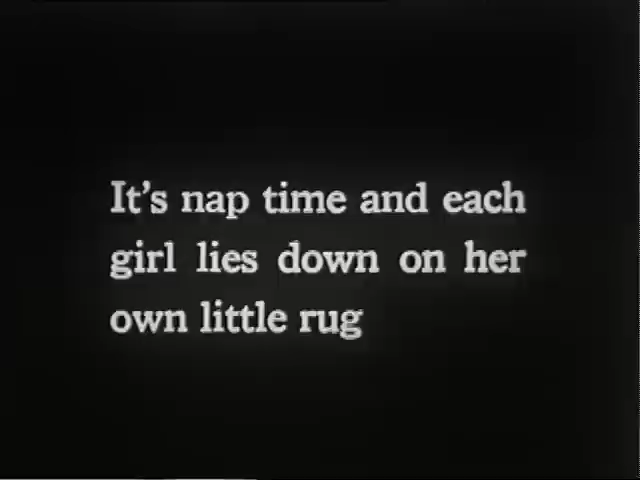 It's nap time and each
girl lies down on her
own little rug